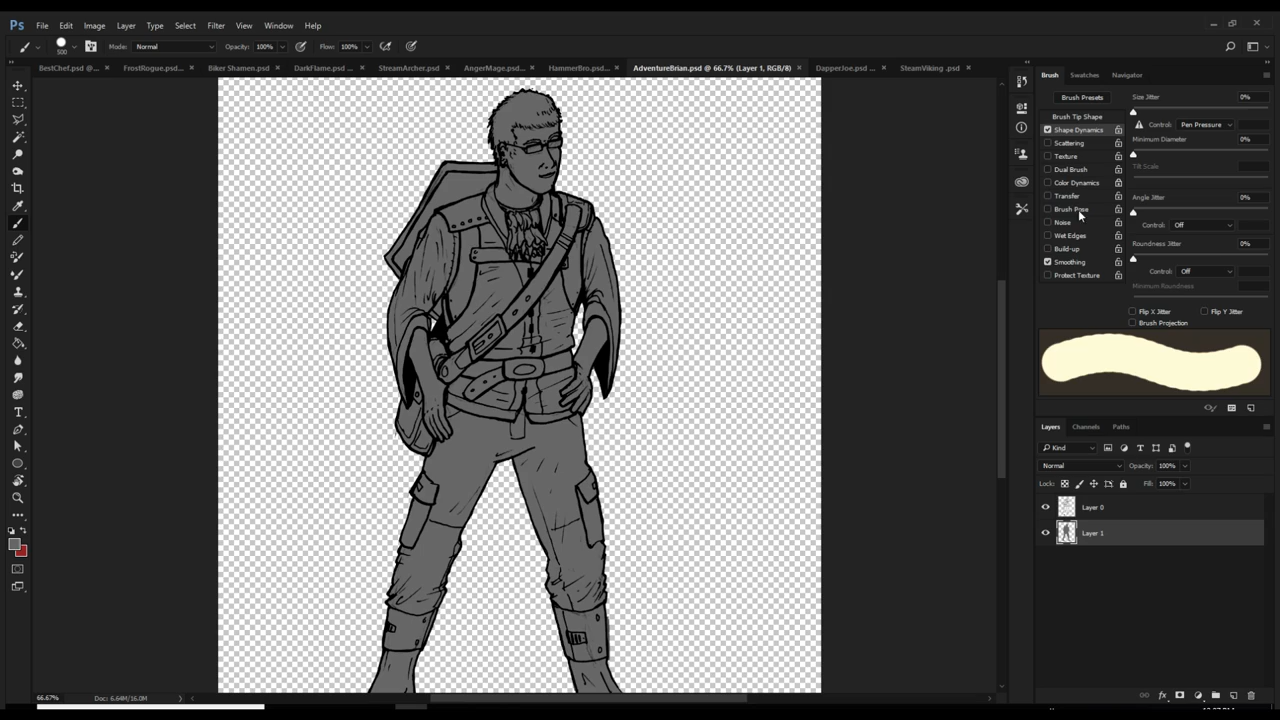 Ps File Edit Image Layer Type Select Filter View Window Help
500 Mode: Normal Opacity: 100% Flow: 100%
BestChef.psd @... × FrostRogue.psd... × Biker Shamen.psd × DarkFlame.psd ... × StreamArcher.psd × AngerMage.psd... × HammerBro.psd... × AdventureBrian.psd @ 66.7% (Layer 1, RGB/8) × DapperJoe.psd ... × SteamViking .psd ×
Brush Swatches Navigator
Brush Presets
Size Jitter 0%
Brush Tip Shape
Shape Dynamics
Control: Pen Pressure
Scattering
Minimum Diameter 0%
Texture
Dual Brush
Tilt Scale
Color Dynamics
Transfer
Angle Jitter 0%
Brush Pose
Noise
Control: Off
Wet Edges
Roundness Jitter 0%
Build-up
Smoothing
Control: Off
Protect Texture
Minimum Roundness
Flip X Jitter Flip Y Jitter
Brush Projection
Layers Channels Paths
Kind
Normal Opacity: 100%
Lock: Fill: 100%
Layer 0
Layer 1
66.67% Doc: 6.64M/16.0M